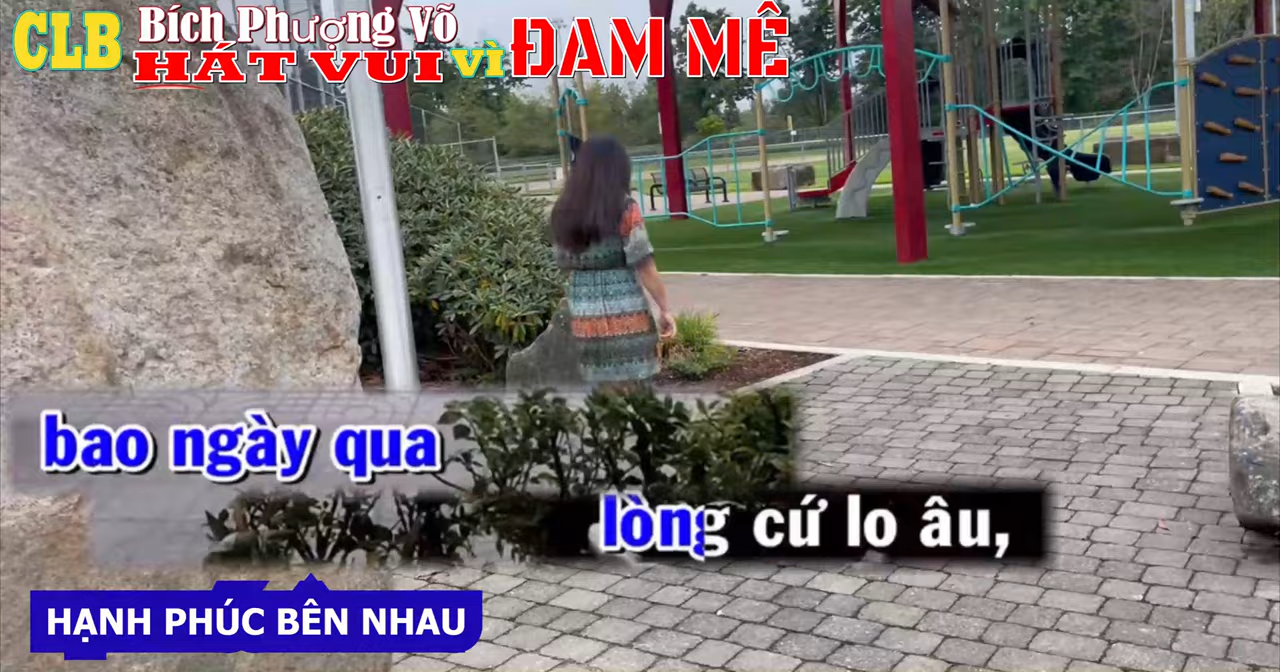 CLB Bích Phượng Võ
HÁT VUI vì ĐAM MÊ
bao ngày qua
lòng cứ lo âu,
HẠNH PHÚC BÊN NHAU